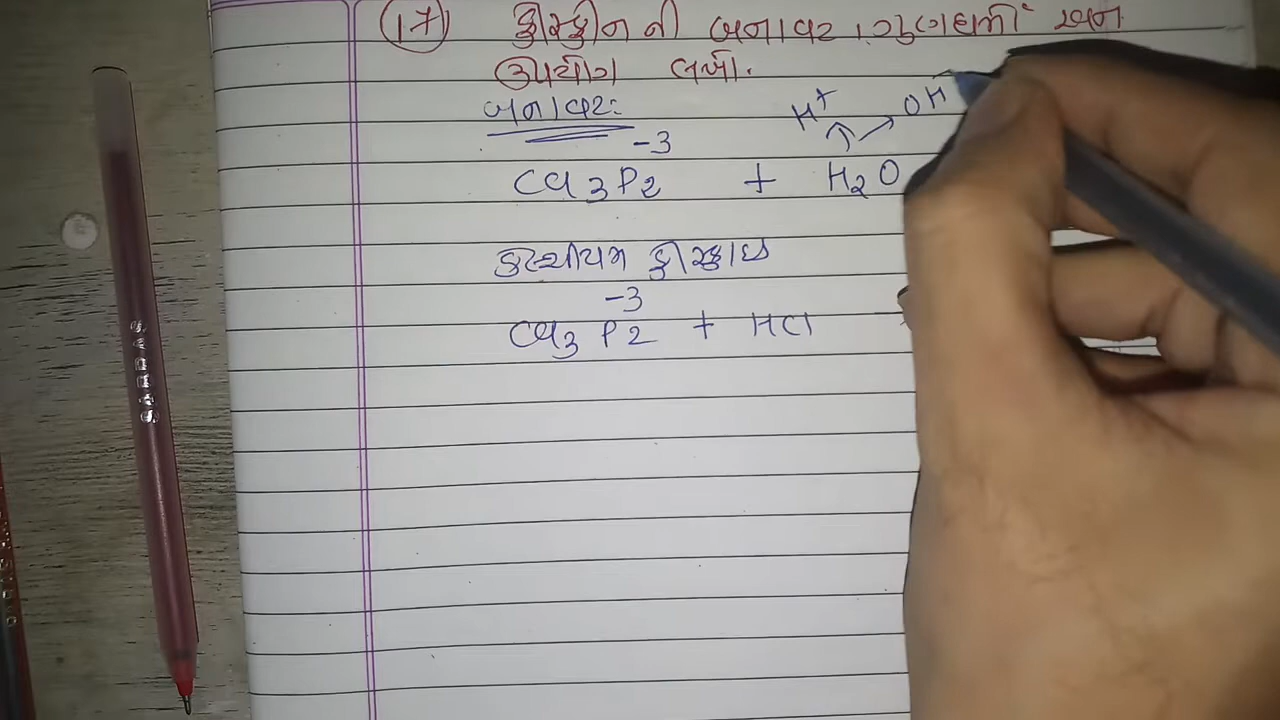 (17) ફોસ્ફીન ની બનાવટ, ગુણધર્મો અને
ઉપયોગ લખો.
બનાવટ:
H+ OH
-3
Ca3P2 + H2O
કેલ્શીયમ ફોસ્ફાઇડ
-3
Ca3P2 + HCl